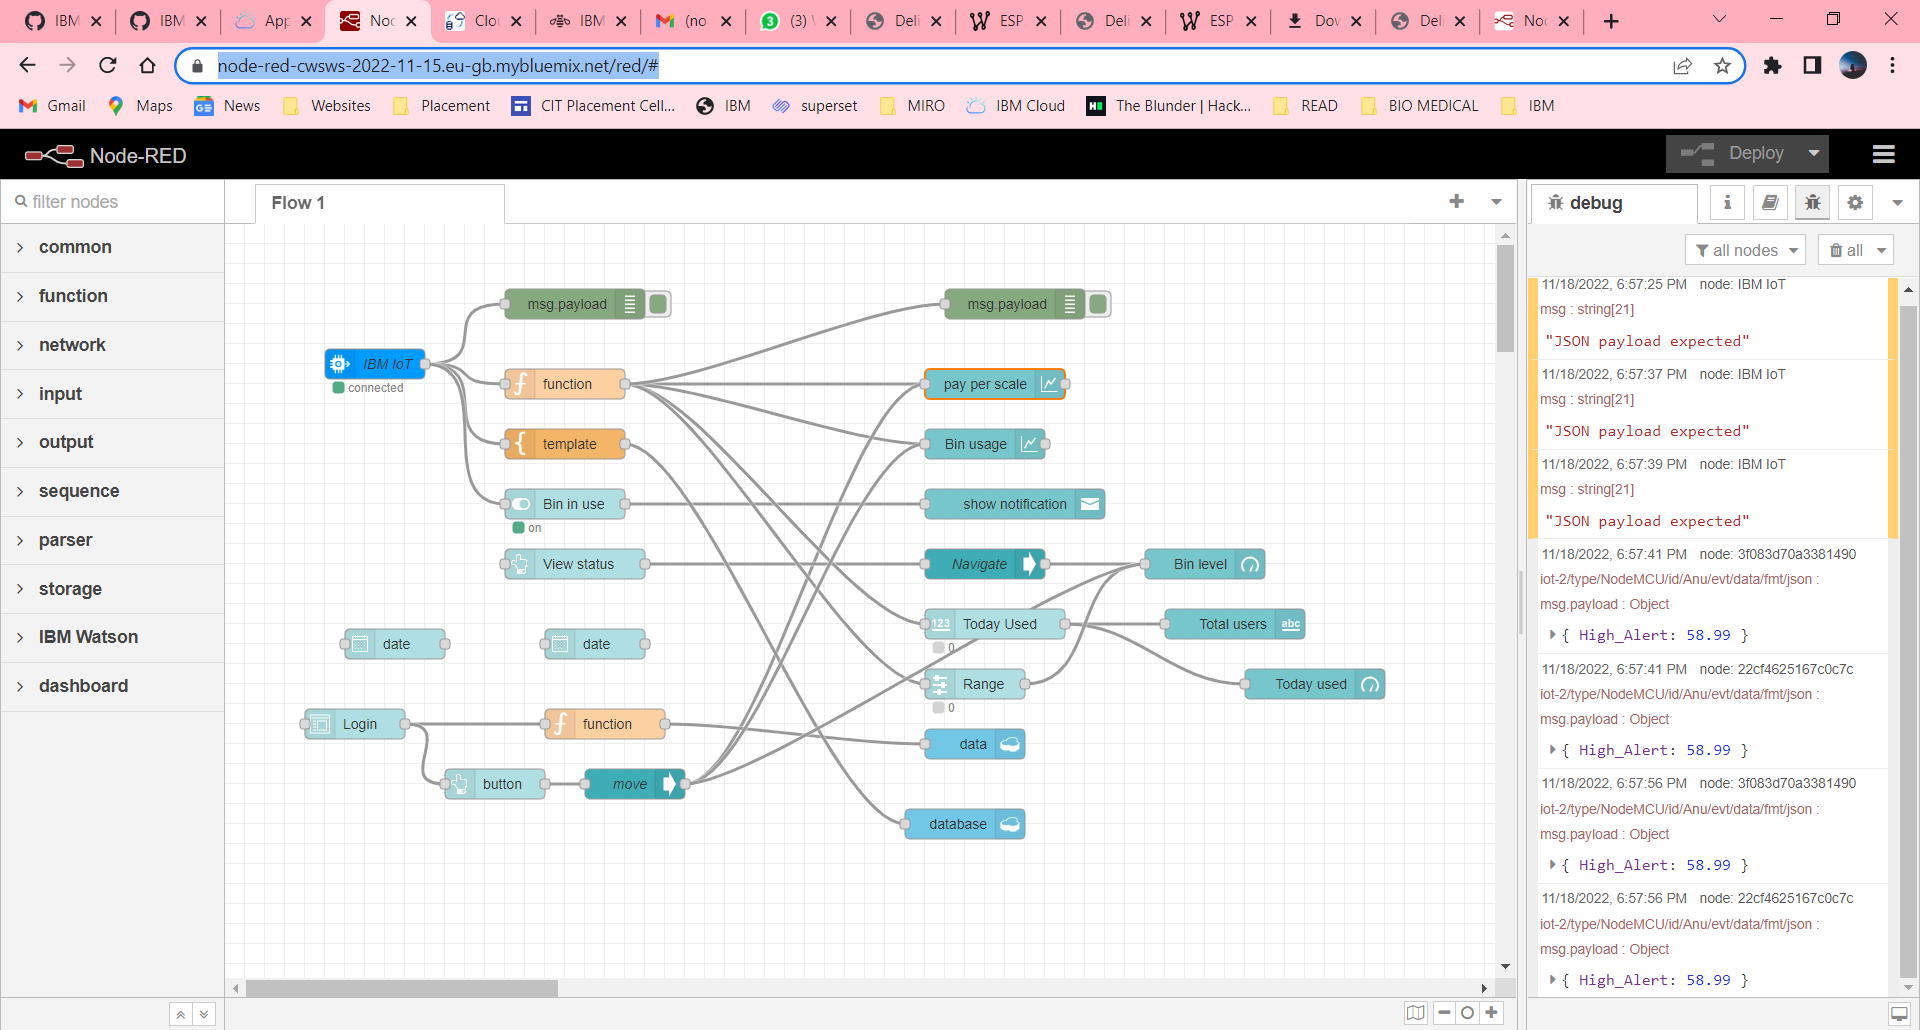 IBM
IBM
App
Noc
Clou
IBM
(no
(3)
Deli
ESP
Deli
ESP
Dov
Deli
Noc
node-red-cwsws-2022-11-15.eu-gb.mybluemix.net/red/#
Gmail Maps News Websites Placement CIT Placement Cell... IBM superset MIRO IBM Cloud The Blunder | Hack... READ BIO MEDICAL IBM
Node-RED
Deploy
filter nodes
common
function
network
input
output
sequence
parser
storage
IBM Watson
dashboard
Flow 1
msg.payload
msg.payload
IBM IoT
connected
function
pay per scale
template
Bin usage
Bin in use
on
show notification
View status
Navigate
Bin level
123 Today Used
0
Total users abc
date
date
Range
0
Today used
Login
function
data
button
move
database
debug
all nodes
all
11/18/2022, 6:57:25 PM node: IBM IoT
msg : string[21]
"JSON payload expected"
11/18/2022, 6:57:37 PM node: IBM IoT
msg : string[21]
"JSON payload expected"
11/18/2022, 6:57:39 PM node: IBM IoT
msg : string[21]
"JSON payload expected"
11/18/2022, 6:57:41 PM node: 3f083d70a3381490
iot-2/type/NodeMCU/id/Anu/evt/data/fmt/json :
msg.payload : Object
{ High_Alert: 58.99 }
11/18/2022, 6:57:41 PM node: 22cf4625167c0c7c
iot-2/type/NodeMCU/id/Anu/evt/data/fmt/json :
msg.payload : Object
{ High_Alert: 58.99 }
11/18/2022, 6:57:56 PM node: 3f083d70a3381490
iot-2/type/NodeMCU/id/Anu/evt/data/fmt/json :
msg.payload : Object
{ High_Alert: 58.99 }
11/18/2022, 6:57:56 PM node: 22cf4625167c0c7c
iot-2/type/NodeMCU/id/Anu/evt/data/fmt/json :
msg.payload : Object
{ High_Alert: 58.99 }